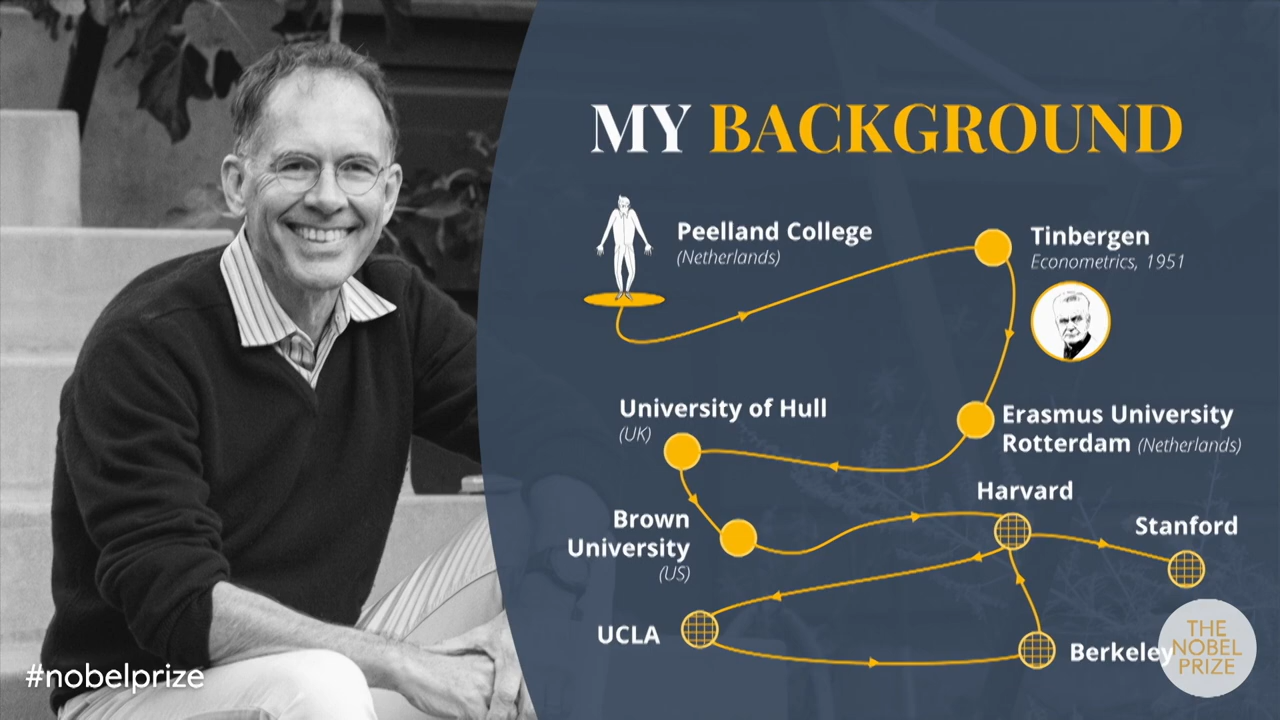 MY BACKGROUND
Peelland College
(Netherlands)
Tinbergen
Econometrics, 1951
University of Hull
(UK)
Erasmus University
Rotterdam (Netherlands)
Harvard
Brown
University
(US)
Stanford
UCLA
Berkeley
THE
NOBEL
PRIZE
#nobelprize